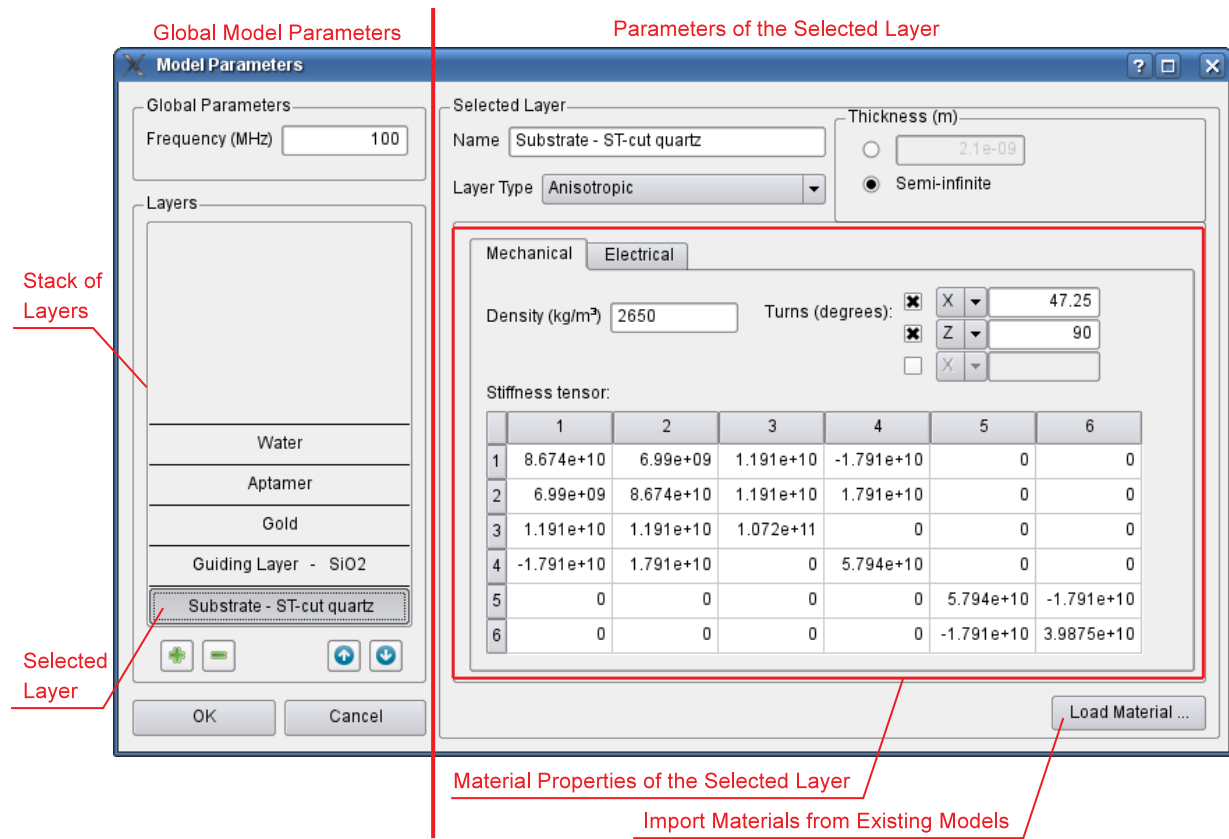 Global Model Parameters
Parameters of the Selected Layer
Model Parameters
?
Global Parameters
Frequency (MHz) 100
Layers
Stack of
Layers
Water
Aptamer
Gold
Guiding Layer - SiO2
Substrate - ST-cut quartz
Selected
Layer
OK Cancel
Selected Layer
Name Substrate - ST-cut quartz
Layer Type Anisotropic
Thickness (m)
2.1e-09
Semi-infinite
Mechanical Electrical
Density (kg/m³) 2650
Turns (degrees): X 47.25
Z 90
X
Stiffness tensor:
1 2 3 4 5 6
1 8.674e+10 6.99e+09 1.191e+10 -1.791e+10 0 0
2 6.99e+09 8.674e+10 1.191e+10 1.791e+10 0 0
3 1.191e+10 1.191e+10 1.072e+11 0 0 0
4 -1.791e+10 1.791e+10 0 5.794e+10 0 0
5 0 0 0 0 5.794e+10 -1.791e+10
6 0 0 0 0 -1.791e+10 3.9875e+10
Load Material ...
Material Properties of the Selected Layer
Import Materials from Existing Models